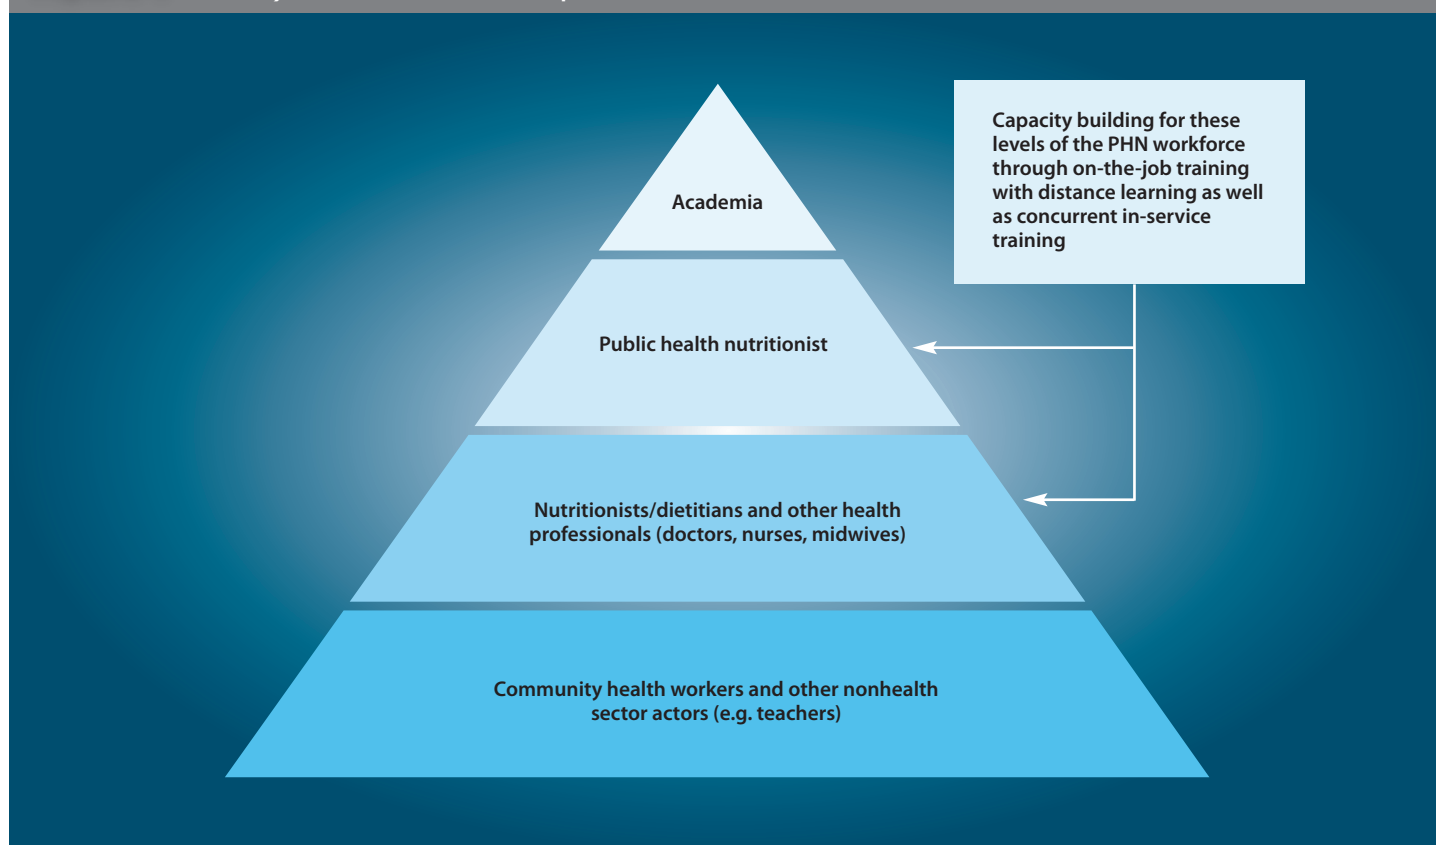 Academia
Capacity building for these
levels of the PHN workforce
through on-the-job training
with distance learning as well
as concurrent in-service
training
Public health nutritionist
Nutritionists/dietitians and other health
professionals (doctors, nurses, midwives)
Community health workers and other nonhealth
sector actors (e.g. teachers)